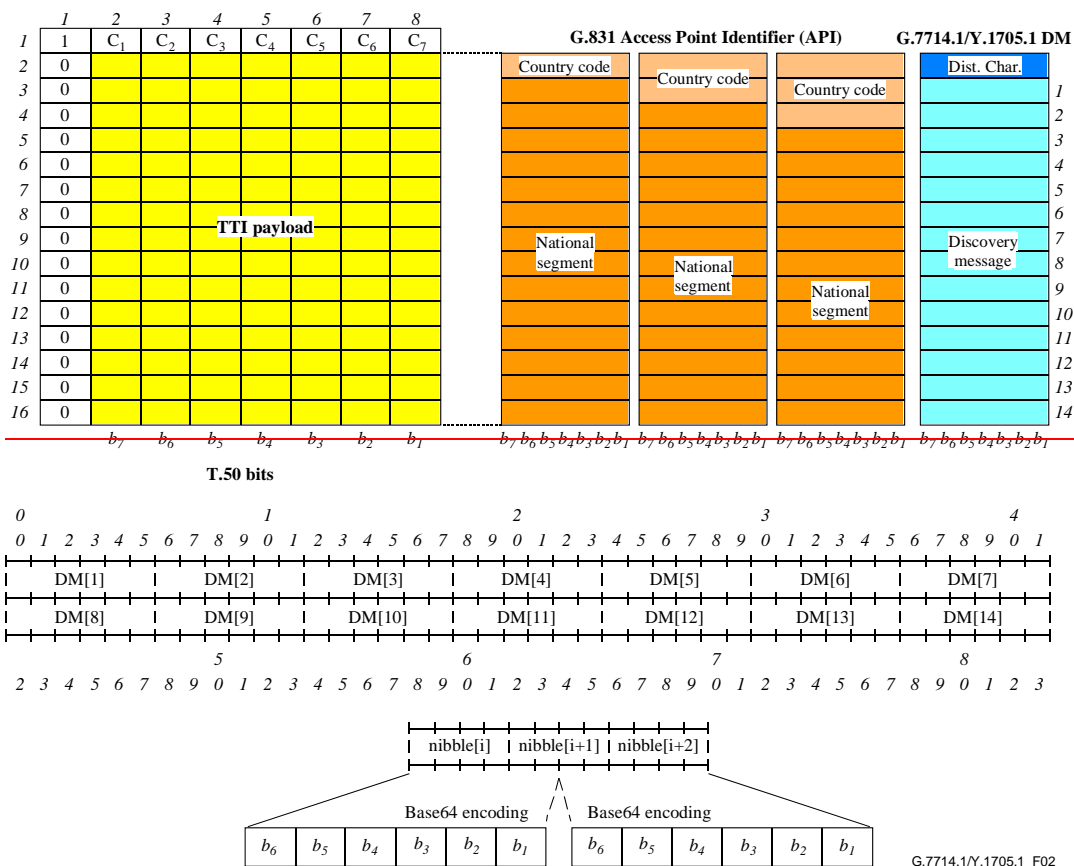 1 2 3 4 5 6 7 8
G.831 Access Point Identifier (API) G.7714.1/Y.1705.1 DM
1 1 C1 C2 C3 C4 C5 C6 C7
2 0 Country code Dist. Char.
Country code
3 0 Country code 1
4 0 2
5 0 3
6 0 4
7 0 5
8 0 6
TTI payload
9 0 National segment Discovery message 7
10 0 National segment 8
11 0 National segment 9
12 0 10
13 0 11
14 0 12
15 0 13
16 0 14
b7 b6 b5 b4 b3 b2 b1 b7 b6 b5 b4 b3 b2 b1 b7 b6 b5 b4 b3 b2 b1 b7 b6 b5 b4 b3 b2 b1 b7 b6 b5 b4 b3 b2 b1
T.50 bits
0 1 2 3 4
0 1 2 3 4 5 6 7 8 9 0 1 2 3 4 5 6 7 8 9 0 1 2 3 4 5 6 7 8 9 0 1 2 3 4 5 6 7 8 9 0 1
DM[1] DM[2] DM[3] DM[4] DM[5] DM[6] DM[7]
DM[8] DM[9] DM[10] DM[11] DM[12] DM[13] DM[14]
5 6 7 8
2 3 4 5 6 7 8 9 0 1 2 3 4 5 6 7 8 9 0 1 2 3 4 5 6 7 8 9 0 1 2 3 4 5 6 7 8 9 0 1 2 3
nibble[i] nibble[i+1] nibble[i+2]
Base64 encoding Base64 encoding
b6 b5 b4 b3 b2 b1 b6 b5 b4 b3 b2 b1
G.7714.1/Y.1705.1_F02